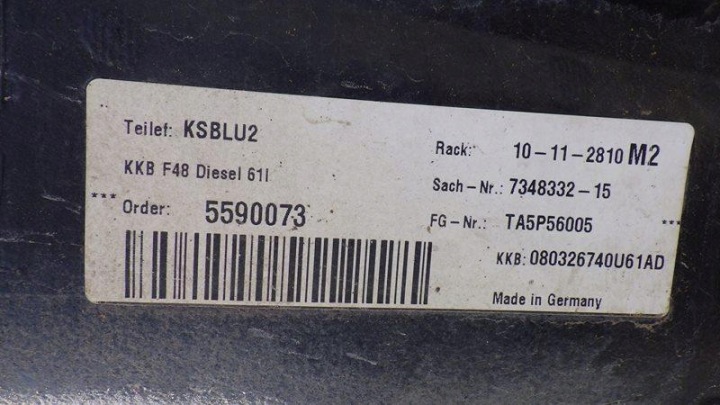 Teilef: KSBLU2
KKB F48 Diesel 61l
*** Order: 5590073
Rack: 10-11-2810 M2
Sach-Nr.: 7348332-15
FG-Nr.: TA5P56005 ***
KKB: 080326740U61AD
Made in Germany